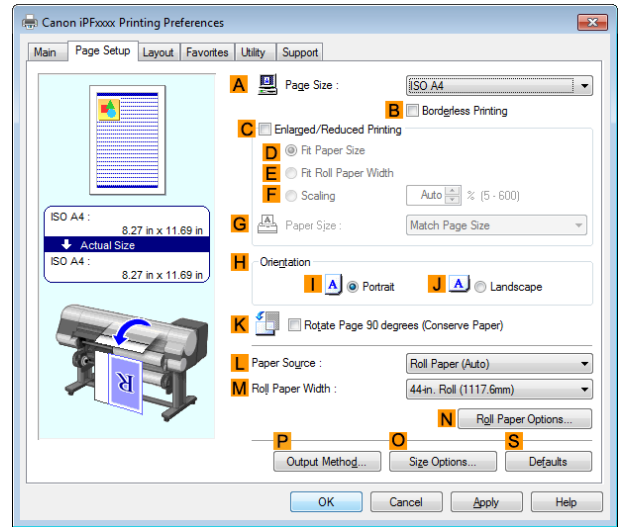 Canon iPFxxxx Printing Preferences
Main Page Setup Layout Favorites Utility Support
A Page Size : ISO A4
B Borderless Printing
C Enlarged/Reduced Printing
D Fit Paper Size
E Fit Roll Paper Width
F Scaling Auto % (5 - 600)
G Paper Size : Match Page Size
ISO A4 :
8.27 in x 11.69 in
Actual Size
ISO A4 :
8.27 in x 11.69 in
H Orientation
I A Portrait J A Landscape
K Rotate Page 90 degrees (Conserve Paper)
R
L Paper Source : Roll Paper (Auto)
M Roll Paper Width : 44-in. Roll (1117.6mm)
N Roll Paper Options...
P O S
Output Method... Size Options... Defaults
OK Cancel Apply Help